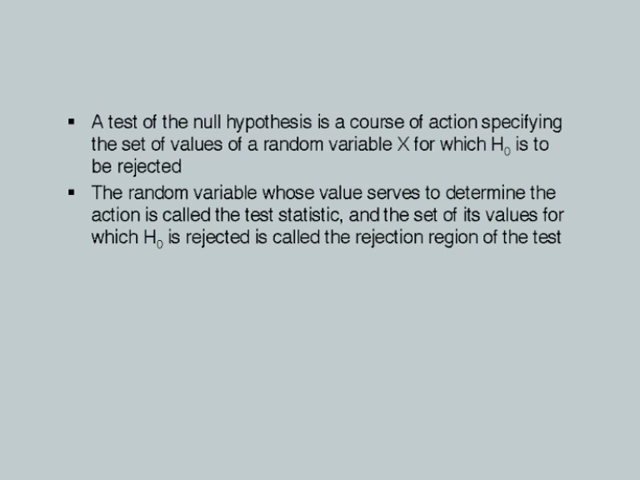 ▪ A test of the null hypothesis is a course of action specifying
the set of values of a random variable X for which H₀ is to
be rejected
▪ The random variable whose value serves to determine the
action is called the test statistic, and the set of its values for
which H₀ is rejected is called the rejection region of the test